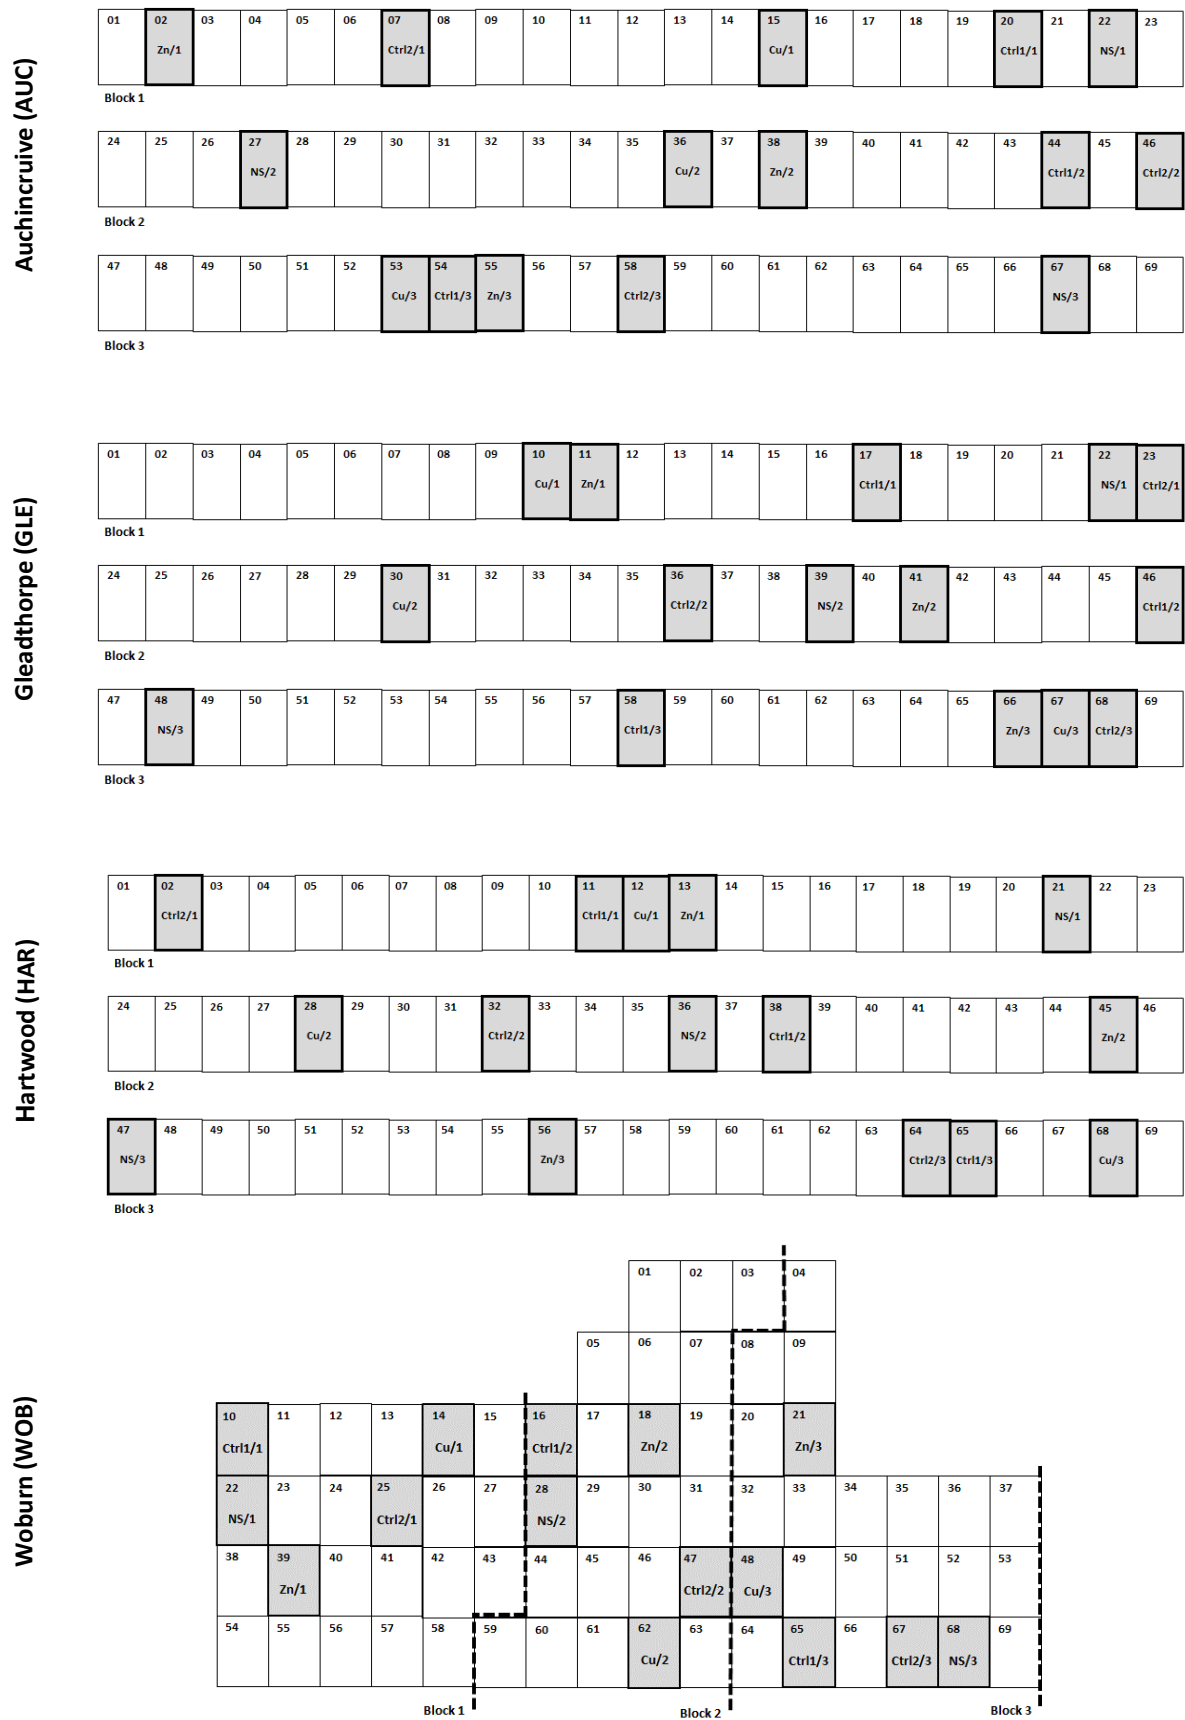 Auchincruive (AUC)
01 02 03 04 05 06 07 08 09 10 11 12 13 14 15 16 17 18 19 20 21 22 23
Zn/1 Ctrl2/1 Cu/1 Ctrl1/1 NS/1
Block 1
24 25 26 27 28 29 30 31 32 33 34 35 36 37 38 39 40 41 42 43 44 45 46
NS/2 Cu/2 Zn/2 Ctrl1/2 Ctrl2/2
Block 2
47 48 49 50 51 52 53 54 55 56 57 58 59 60 61 62 63 64 65 66 67 68 69
Cu/3 Ctrl1/3 Zn/3 Ctrl2/3 NS/3
Block 3
Gleadthorpe (GLE)
01 02 03 04 05 06 07 08 09 10 11 12 13 14 15 16 17 18 19 20 21 22 23
Cu/1 Zn/1 Ctrl1/1 NS/1 Ctrl2/1
Block 1
24 25 26 27 28 29 30 31 32 33 34 35 36 37 38 39 40 41 42 43 44 45 46
Cu/2 Ctrl2/2 NS/2 Zn/2 Ctrl1/2
Block 2
47 48 49 50 51 52 53 54 55 56 57 58 59 60 61 62 63 64 65 66 67 68 69
NS/3 Ctrl1/3 Zn/3 Cu/3 Ctrl2/3
Block 3
Hartwood (HAR)
01 02 03 04 05 06 07 08 09 10 11 12 13 14 15 16 17 18 19 20 21 22 23
Ctrl2/1 Ctrl1/1 Cu/1 Zn/1 NS/1
Block 1
24 25 26 27 28 29 30 31 32 33 34 35 36 37 38 39 40 41 42 43 44 45 46
Cu/2 Ctrl2/2 NS/2 Ctrl1/2 Zn/2
Block 2
47 48 49 50 51 52 53 54 55 56 57 58 59 60 61 62 63 64 65 66 67 68 69
NS/3 Zn/3 Ctrl2/3 Ctrl1/3 Cu/3
Block 3
Woburn (WOB)
01 02 03 04
05 06 07 08 09
10 11 12 13 14 15 16 17 18 19 20 21
Ctrl1/1 Cu/1 Ctrl1/2 Zn/2 Zn/3
22 23 24 25 26 27 28 29 30 31 32 33 34 35 36 37
NS/1 Ctrl2/1 NS/2
38 39 40 41 42 43 44 45 46 47 48 49 50 51 52 53
Zn/1 Ctrl2/2 Cu/3
54 55 56 57 58 59 60 61 62 63 64 65 66 67 68 69
Cu/2 Ctrl1/3 Ctrl2/3 NS/3
Block 1 Block 2 Block 3